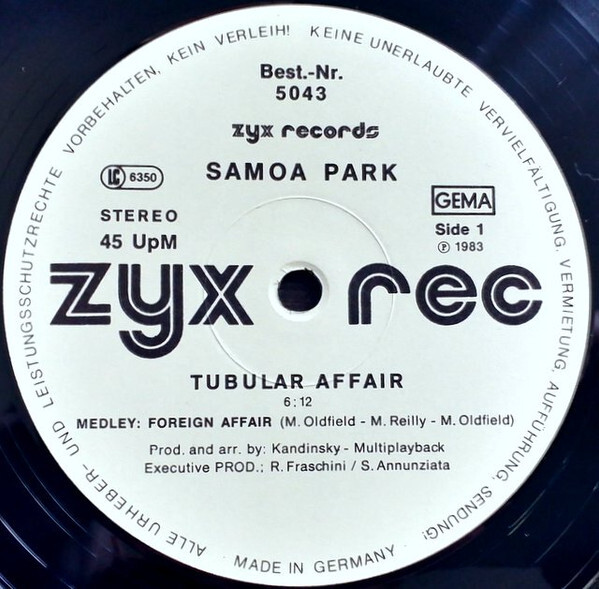 ALLE URHEBER- UND LEISTUNGSSCHUTZRECHTE VORBEHALTEN, KEIN VERLEIH! KEINE UNERLAUBTE VERVIELFÄLTIGUNG, VERMIETUNG, AUFFÜHRUNG, SENDUNG!
Best.-Nr.
5043
zyx records
SAMOA PARK
LC 6350
GEMA
STEREO
Side 1
45 UpM
℗ 1983
zyx rec
TUBULAR AFFAIR
6:12
MEDLEY: FOREIGN AFFAIR (M. Oldfield - M. Reilly - M. Oldfield)
Prod. and arr. by: Kandinsky - Multiplayback
Executive PROD.; R. Fraschini / S. Annunziata
· MADE IN GERMANY ·